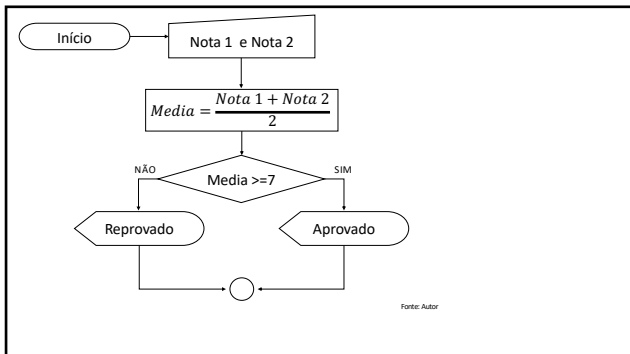 Início
Nota 1 e Nota 2
Media = Nota 1 + Nota 2
2
NÃO
Media >=7
SIM
Reprovado
Aprovado
Fonte: Autor